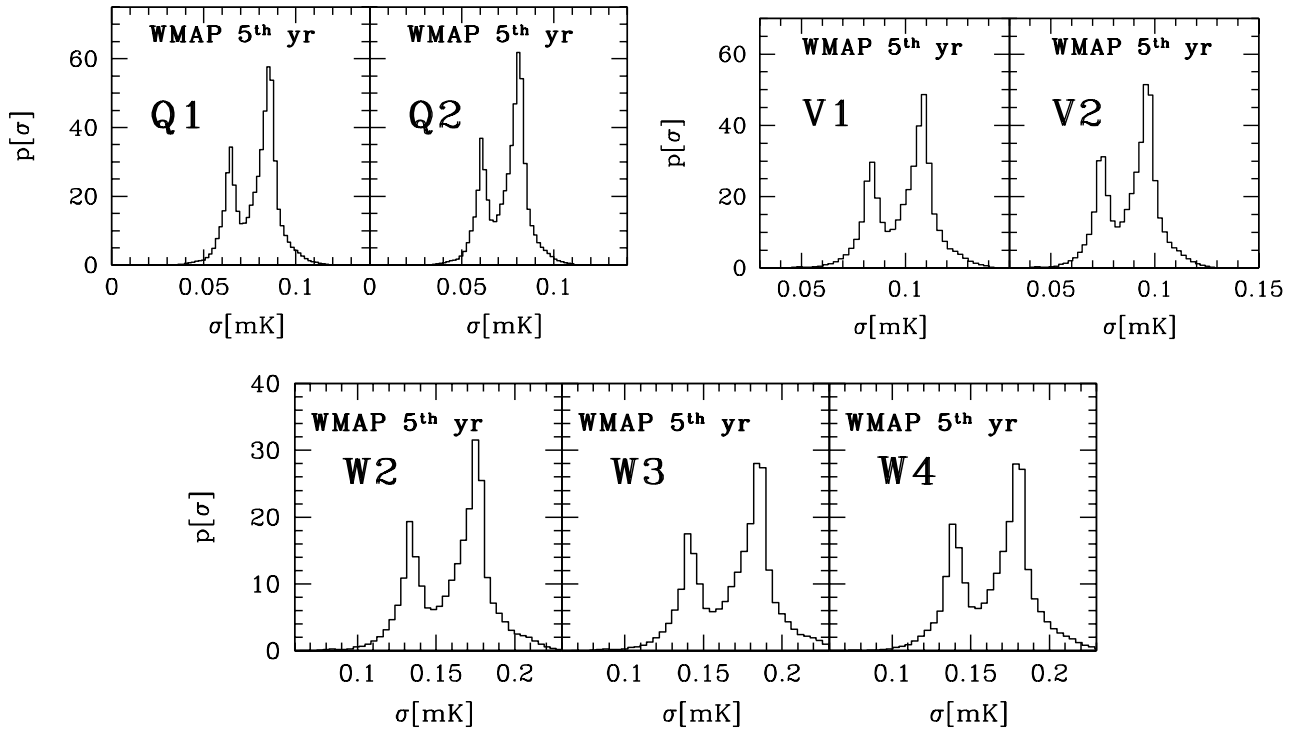 WMAP 5th yr WMAP 5th yr
Q1 Q2
p[σ]
60
40
20
0
0 0.05 0.1 0 0.05 0.1
σ[mK] σ[mK]
WMAP 5th yr WMAP 5th yr
V1 V2
p[σ]
60
40
20
0
0.05 0.1 0.05 0.1 0.15
σ[mK] σ[mK]
WMAP 5th yr WMAP 5th yr WMAP 5th yr
W2 W3 W4
p[σ]
40
30
20
10
0
0.1 0.15 0.2 0.1 0.15 0.2 0.1 0.15 0.2
σ[mK] σ[mK] σ[mK]